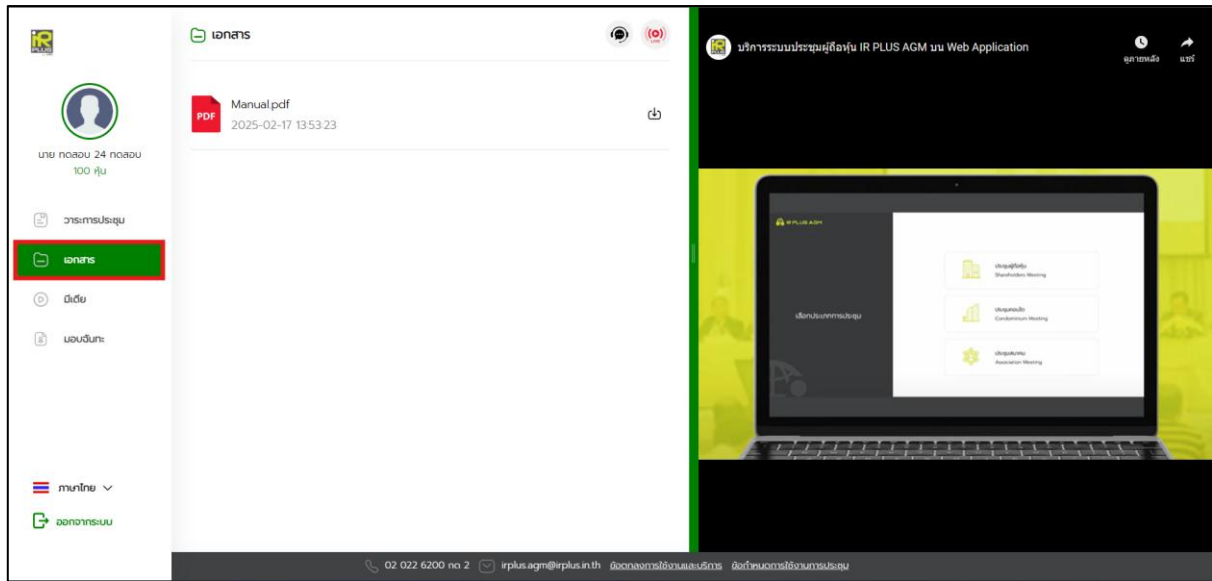 iR
PLUS
เอกสาร
LIVE
นาย ทดสอบ 24 ทดสอบ
100 หุ้น
วาระการประชุม
เอกสาร
มีเดีย
มอบฉันทะ
ภาษาไทย
ออกจากระบบ
PDF
Manual.pdf
2025-02-17 13:53:23
บริการระบบประชุมผู้ถือหุ้น IR PLUS AGM บน Web Application
ดูภายหลัง
แชร์
IR PLUS AGM
เลือกประเภทการประชุม
ประชุมผู้ถือหุ้น
Shareholders Meeting
ประชุมคอนโด
Condominium Meeting
ประชุมสมาคม
Association Meeting
02 022 6200 กด 2 irplus.agm@irplus.in.th ข้อตกลงการใช้งานและบริการ ข้อกำหนดการใช้งานการประชุม